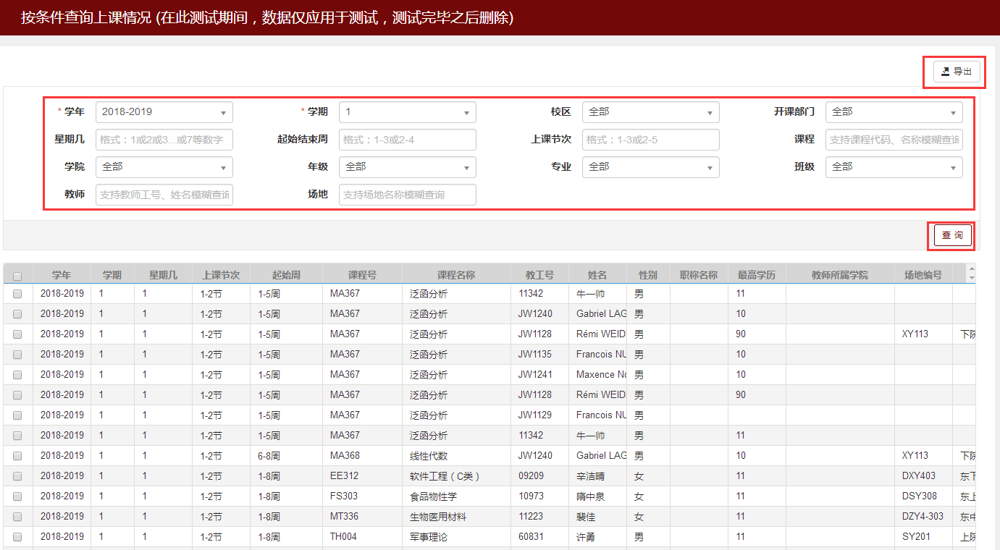 按条件查询上课情况 (在此测试期间，数据仅应用于测试，测试完毕之后删除)
导出
* 学年 2018-2019 * 学期 1 校区 全部 开课部门 全部
星期几 格式：1或2或3...或7等数字 起始结束周 格式：1-3或2-4 上课节次 格式：1-3或2-5 课程 支持课程代码、名称模糊查询
学院 全部 年级 全部 专业 全部 班级 全部
教师 支持教师工号、姓名模糊查询 场地 支持场地名称模糊查询
查 询
学年 学期 星期几 上课节次 起始周 课程号 课程名称 教工号 姓名 性别 职称名称 最高学历 教师所属学院 场地编号
2018-2019 1 1 1-2节 1-5周 MA367 泛函分析 11342 牛一帅 男 11
2018-2019 1 1 1-2节 1-5周 MA367 泛函分析 JW1240 Gabriel LAG 男 10
2018-2019 1 1 1-2节 1-5周 MA367 泛函分析 JW1128 Rémi WEID 男 90 XY113 下院
2018-2019 1 1 1-2节 1-5周 MA367 泛函分析 JW1135 Francois NU 男 10
2018-2019 1 1 1-2节 1-5周 MA367 泛函分析 JW1241 Maxence No 男 10
2018-2019 1 1 1-2节 1-5周 MA367 泛函分析 JW1128 Rémi WEID 男 90
2018-2019 1 1 1-2节 1-5周 MA367 泛函分析 JW1129 Francois NU 男
2018-2019 1 1 1-2节 1-5周 MA367 泛函分析 11342 牛一帅 男 11
2018-2019 1 1 1-2节 6-8周 MA368 线性代数 JW1240 Gabriel LAG 男 10 XY113 下院
2018-2019 1 1 1-2节 1-8周 EE312 软件工程（C类） 09209 辛洁晴 女 11 DXY403 东下
2018-2019 1 1 1-2节 1-8周 FS303 食品物性学 10973 隋中泉 女 11 DSY308 东上
2018-2019 1 1 1-2节 1-8周 MT336 生物医用材料 11223 裴佳 女 11 DZY4-303 东中
2018-2019 1 1 1-2节 1-8周 TH004 军事理论 60831 许勇 男 11 SY201 上院